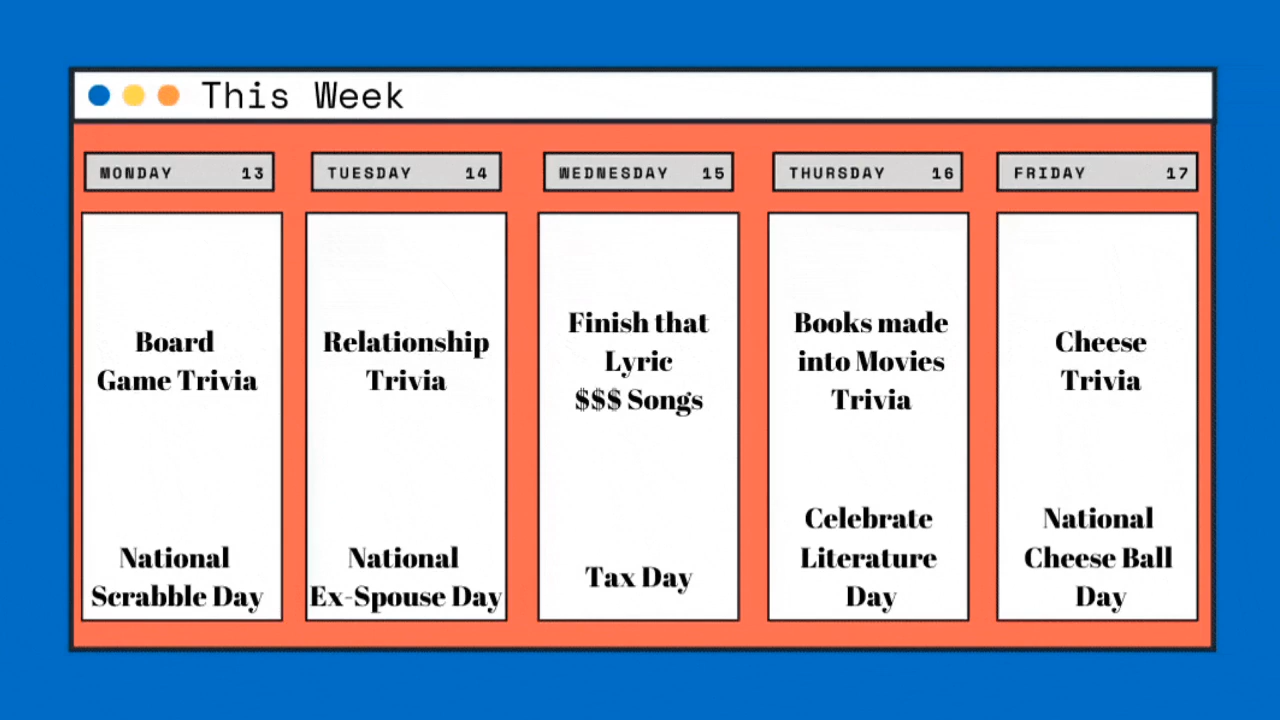 This Week
MONDAY 13
TUESDAY 14
WEDNESDAY 15
THURSDAY 16
FRIDAY 17
Board
Game Trivia
National
Scrabble Day
Relationship
Trivia
National
Ex-Spouse Day
Finish that
Lyric
$$$ Songs
Tax Day
Books made
into Movies
Trivia
Celebrate
Literature
Day
Cheese
Trivia
National
Cheese Ball
Day